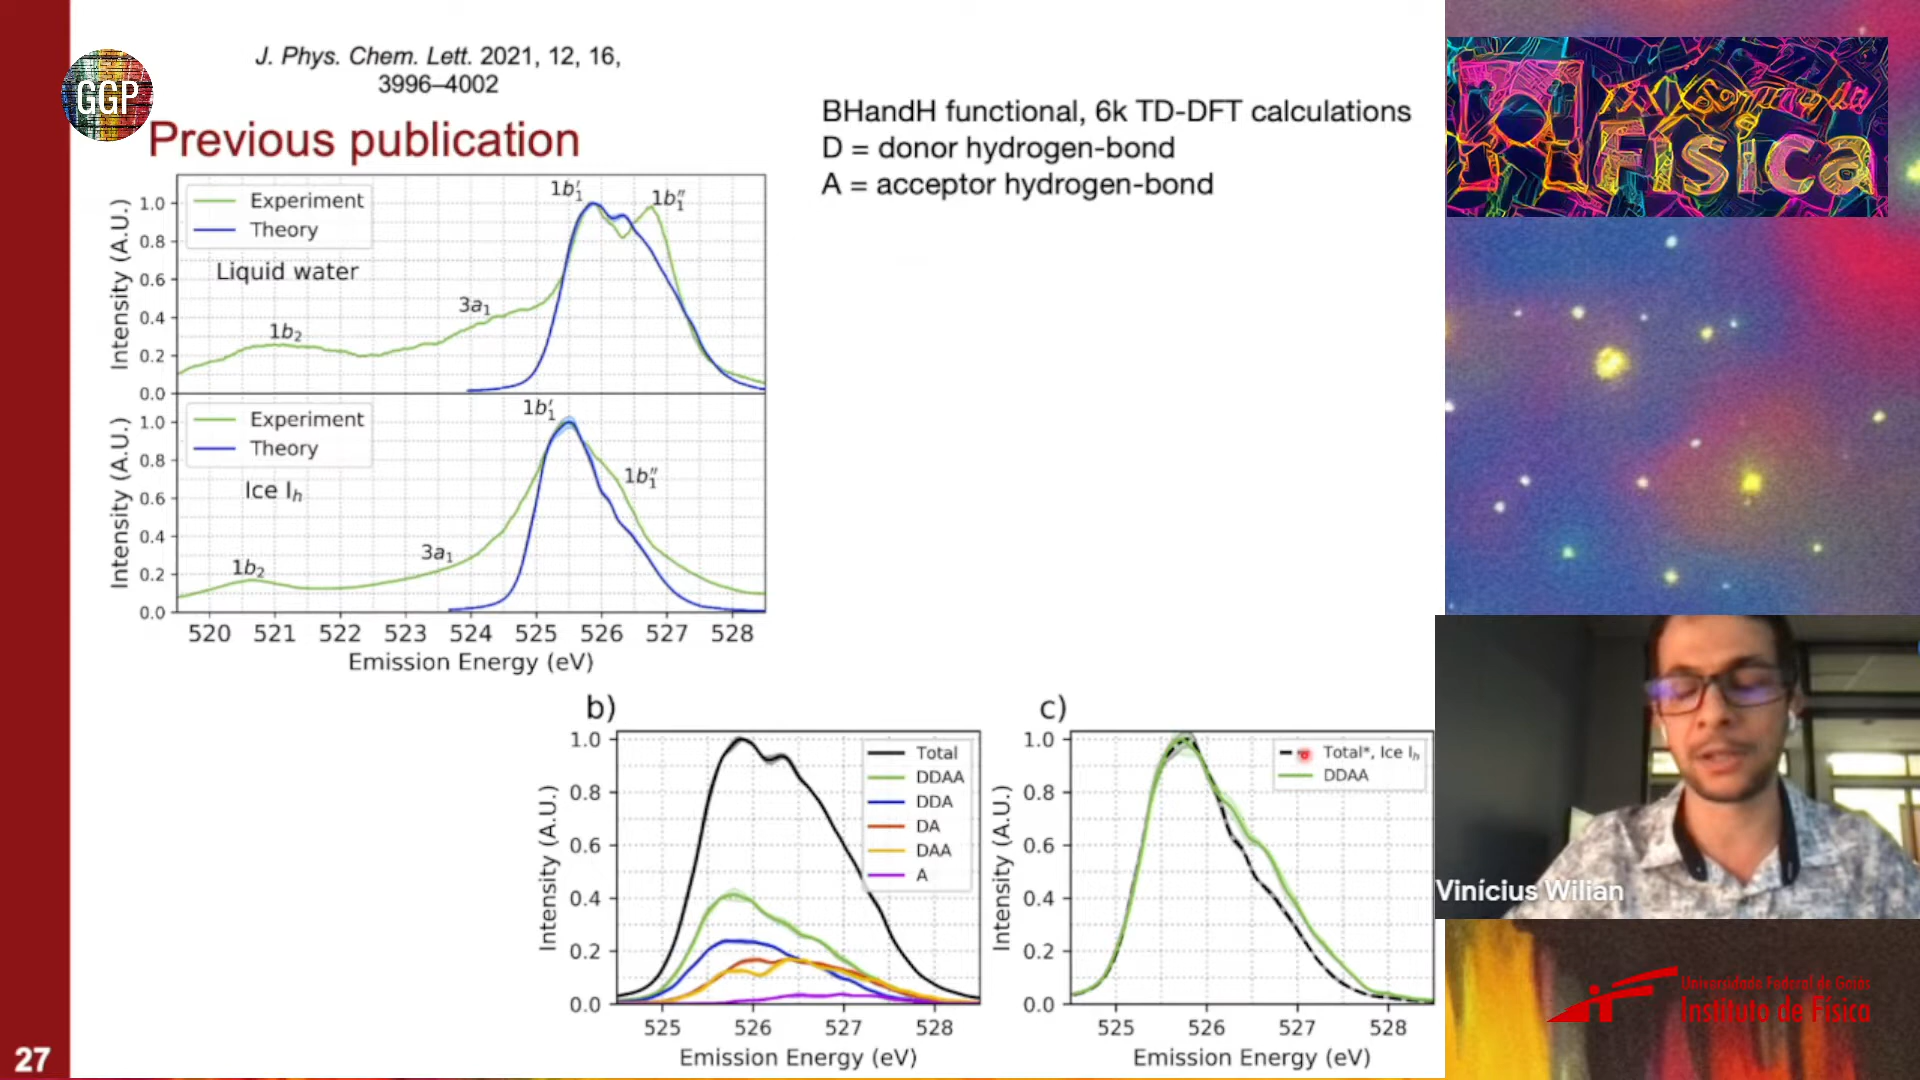 GGP
J. Phys. Chem. Lett. 2021, 12, 16,
3996–4002
Previous publication
BHandH functional, 6k TD-DFT calculations
D = donor hydrogen-bond
A = acceptor hydrogen-bond
Experiment
Theory
Liquid water
1b₂
3a₁
1b₁′
1b₁″
Intensity (A.U.)
1.0
0.8
0.6
0.4
0.2
0.0
Experiment
Theory
Ice Iₕ
1b₂
3a₁
1b₁′
1b₁″
Intensity (A.U.)
1.0
0.8
0.6
0.4
0.2
0.0
520 521 522 523 524 525 526 527 528
Emission Energy (eV)
b)
Total
DDAA
DDA
DA
DAA
A
Intensity (A.U.)
1.0
0.8
0.6
0.4
0.2
0.0
525 526 527 528
Emission Energy (eV)
c)
Total*, Ice Iₕ
DDAA
Intensity (A.U.)
1.0
0.8
0.6
0.4
0.2
0.0
525 526 527 528
Emission Energy (eV)
27
Física
Vinícius Wilian
Universidade Federal de Goiás
Instituto de Física